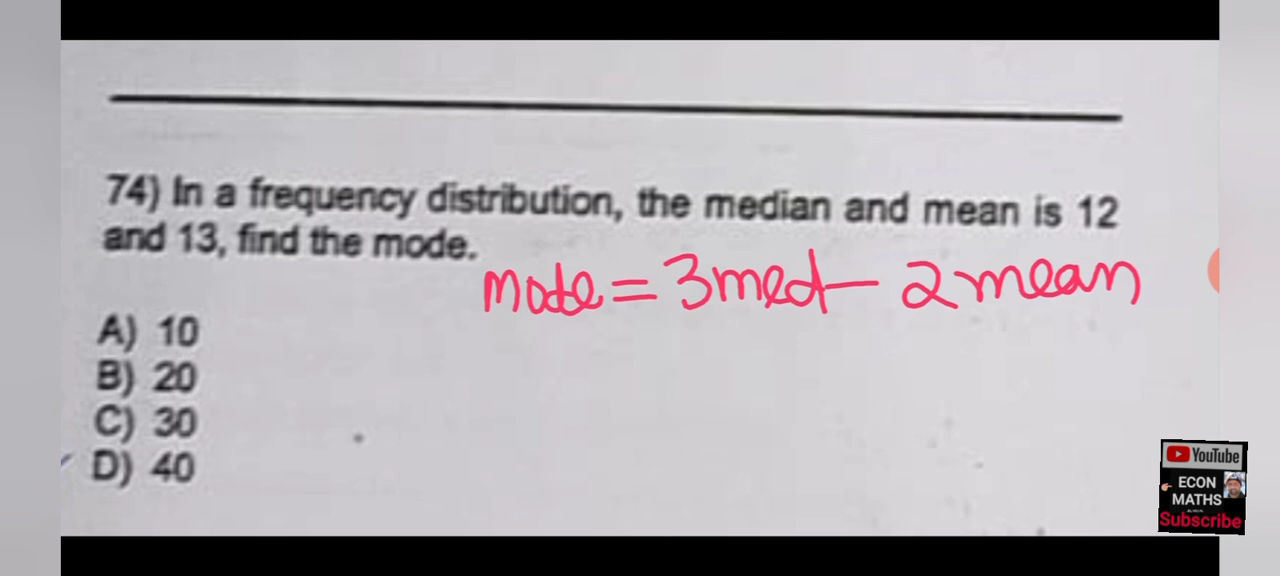 74) In a frequency distribution, the median and mean is 12
and 13, find the mode.
mode = 3med - 2mean
A) 10
B) 20
C) 30
D) 40
YouTube
ECON
MATHS
Subscribe